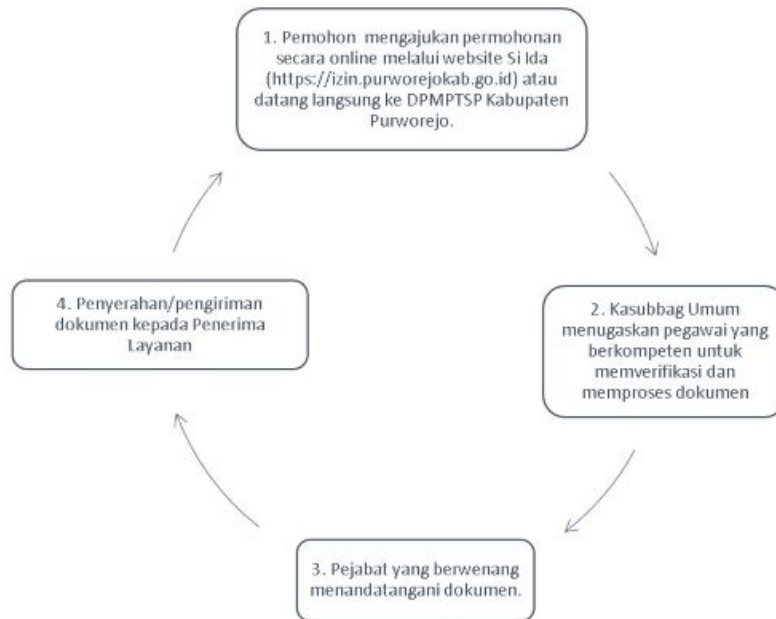 1. Pemohon mengajukan permohonan
secara online melalui website Si Ida
(https://izin.purworejokab.go.id) atau
datang langsung ke DPMPTSP Kabupaten
Purworejo.
2. Kasubbag Umum
menugaskan pegawai yang
berkompeten untuk
memverifikasi dan
memproses dokumen
3. Pejabat yang berwenang
menandatangani dokumen.
4. Penyerahan/pengiriman
dokumen kepada Penerima
Layanan